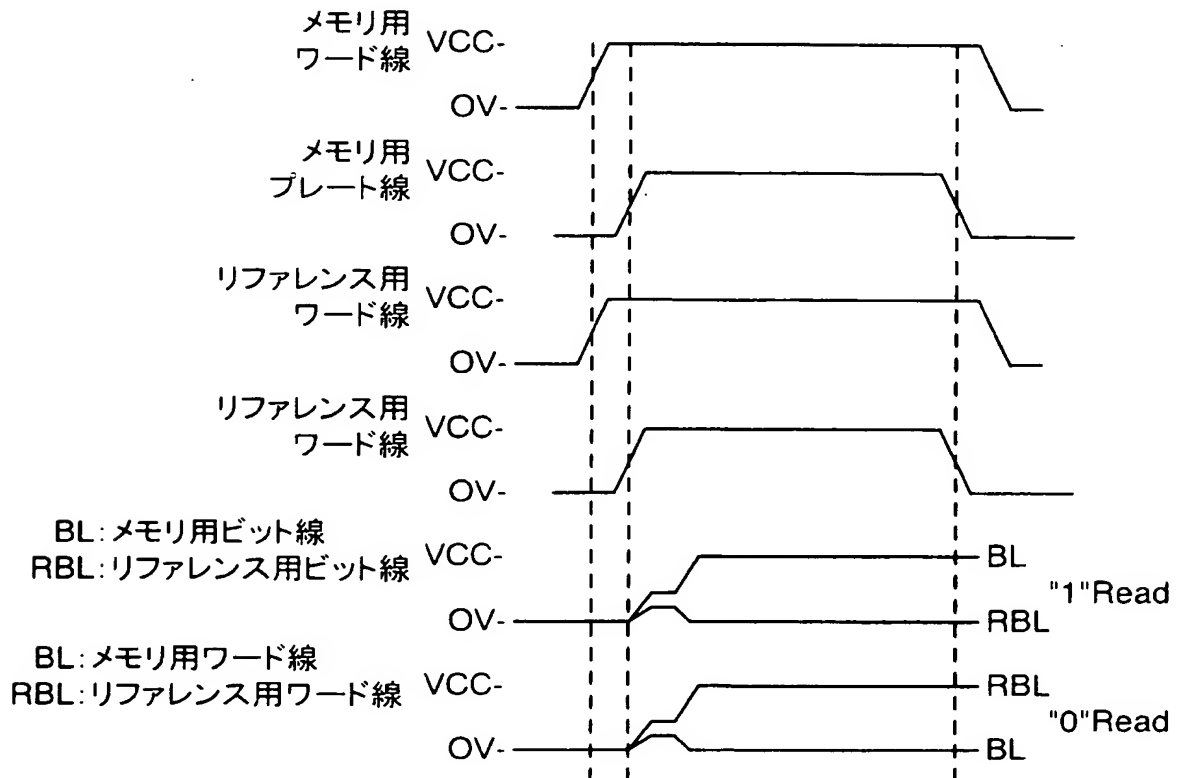 メモリ用
ワード線
VCC-
OV-
メモリ用
プレート線
VCC-
OV-
リファレンス用
ワード線
VCC-
OV-
リファレンス用
ワード線
VCC-
OV-
BL:メモリ用ビット線
RBL:リファレンス用ビット線
VCC-
OV-
BL
RBL
"1"Read
BL:メモリ用ワード線
RBL:リファレンス用ワード線
VCC-
OV-
RBL
BL
"0"Read